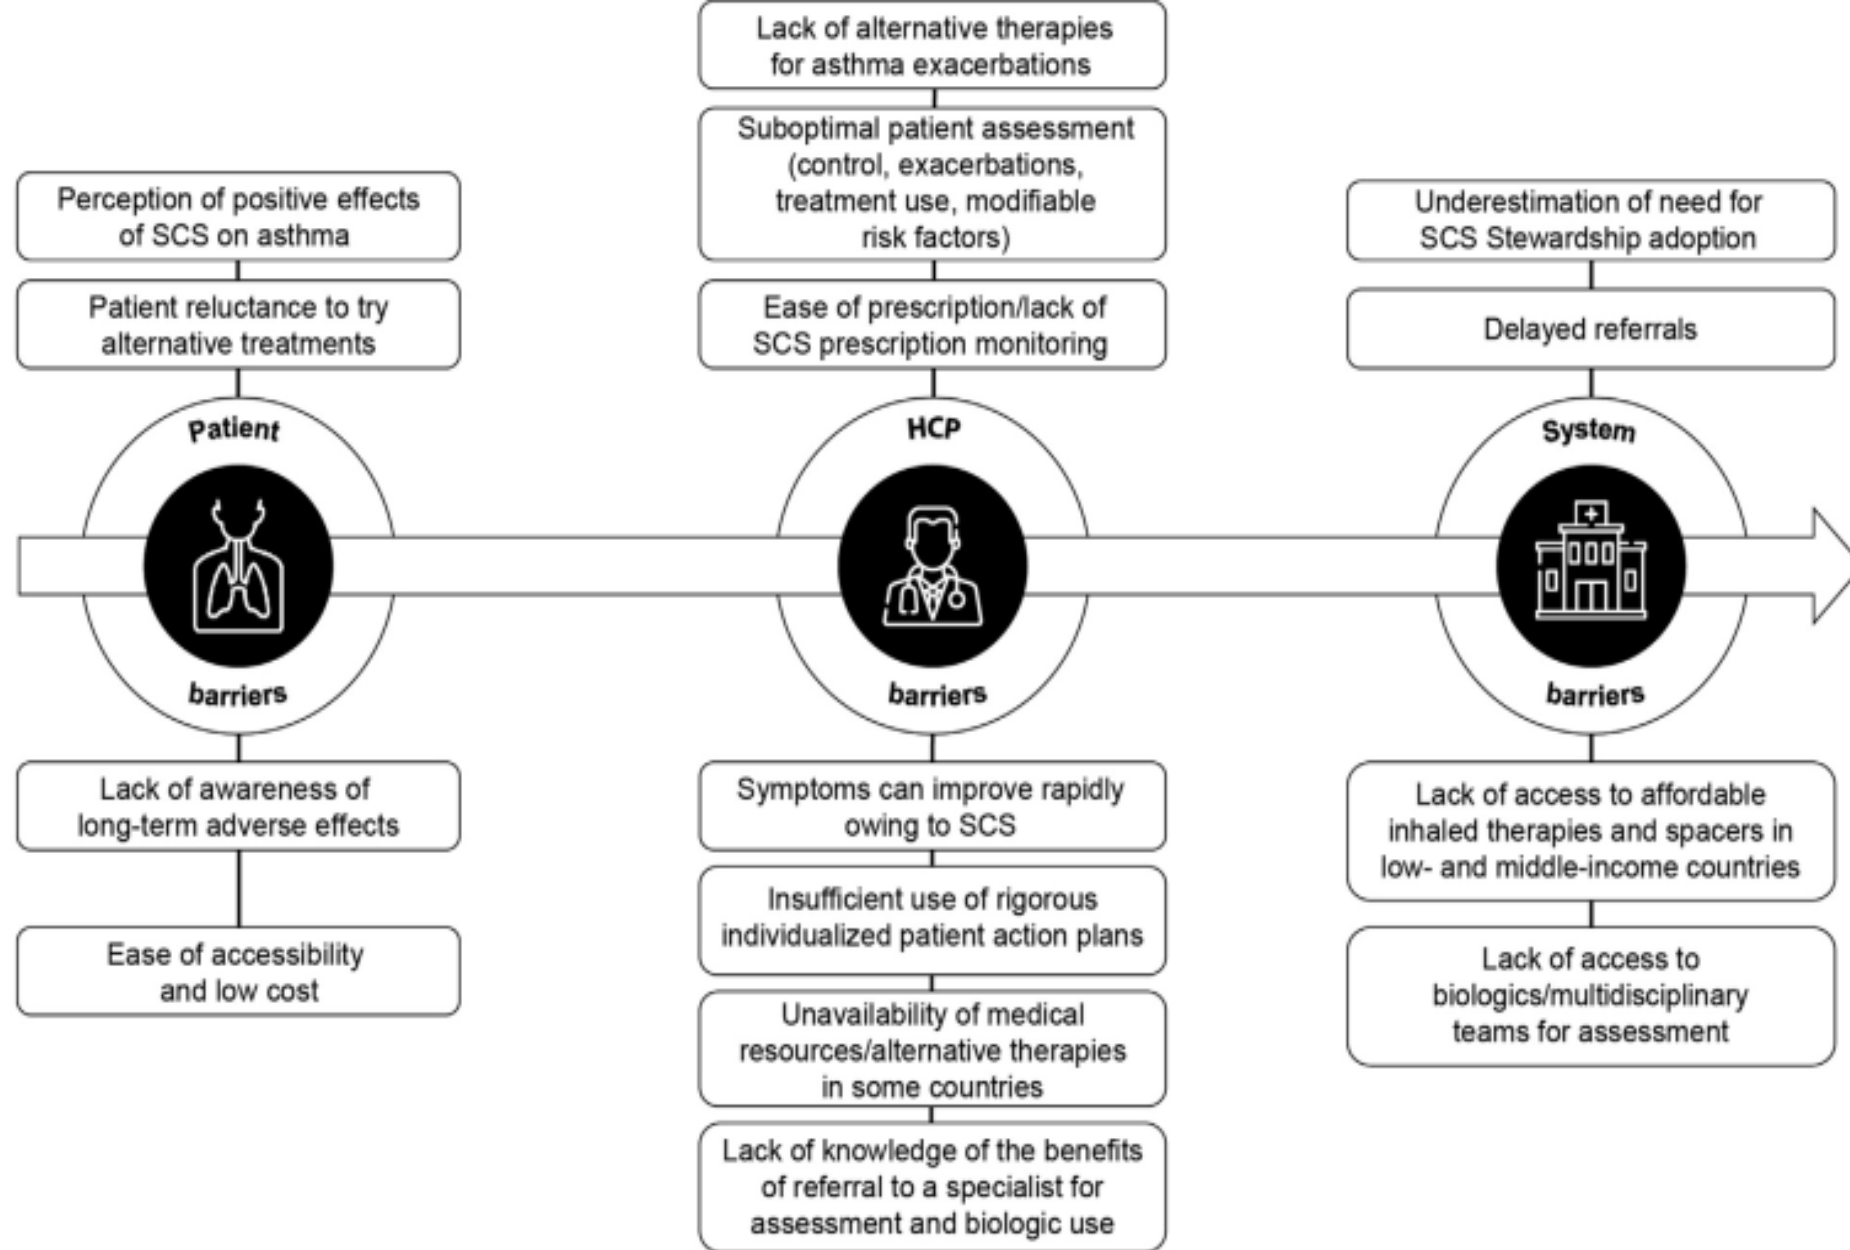 Perception of positive effects
of SCS on asthma
Patient reluctance to try
alternative treatments
Patient
barriers
Lack of awareness of
long-term adverse effects
Ease of accessibility
and low cost
Lack of alternative therapies
for asthma exacerbations
Suboptimal patient assessment
(control, exacerbations,
treatment use, modifiable
risk factors)
Ease of prescription/lack of
SCS prescription monitoring
HCP
barriers
Symptoms can improve rapidly
owing to SCS
Insufficient use of rigorous
individualized patient action plans
Unavailability of medical
resources/alternative therapies
in some countries
Lack of knowledge of the benefits
of referral to a specialist for
assessment and biologic use
Underestimation of need for
SCS Stewardship adoption
Delayed referrals
System
barriers
Lack of access to affordable
inhaled therapies and spacers in
low- and middle-income countries
Lack of access to
biologics/multidisciplinary
teams for assessment